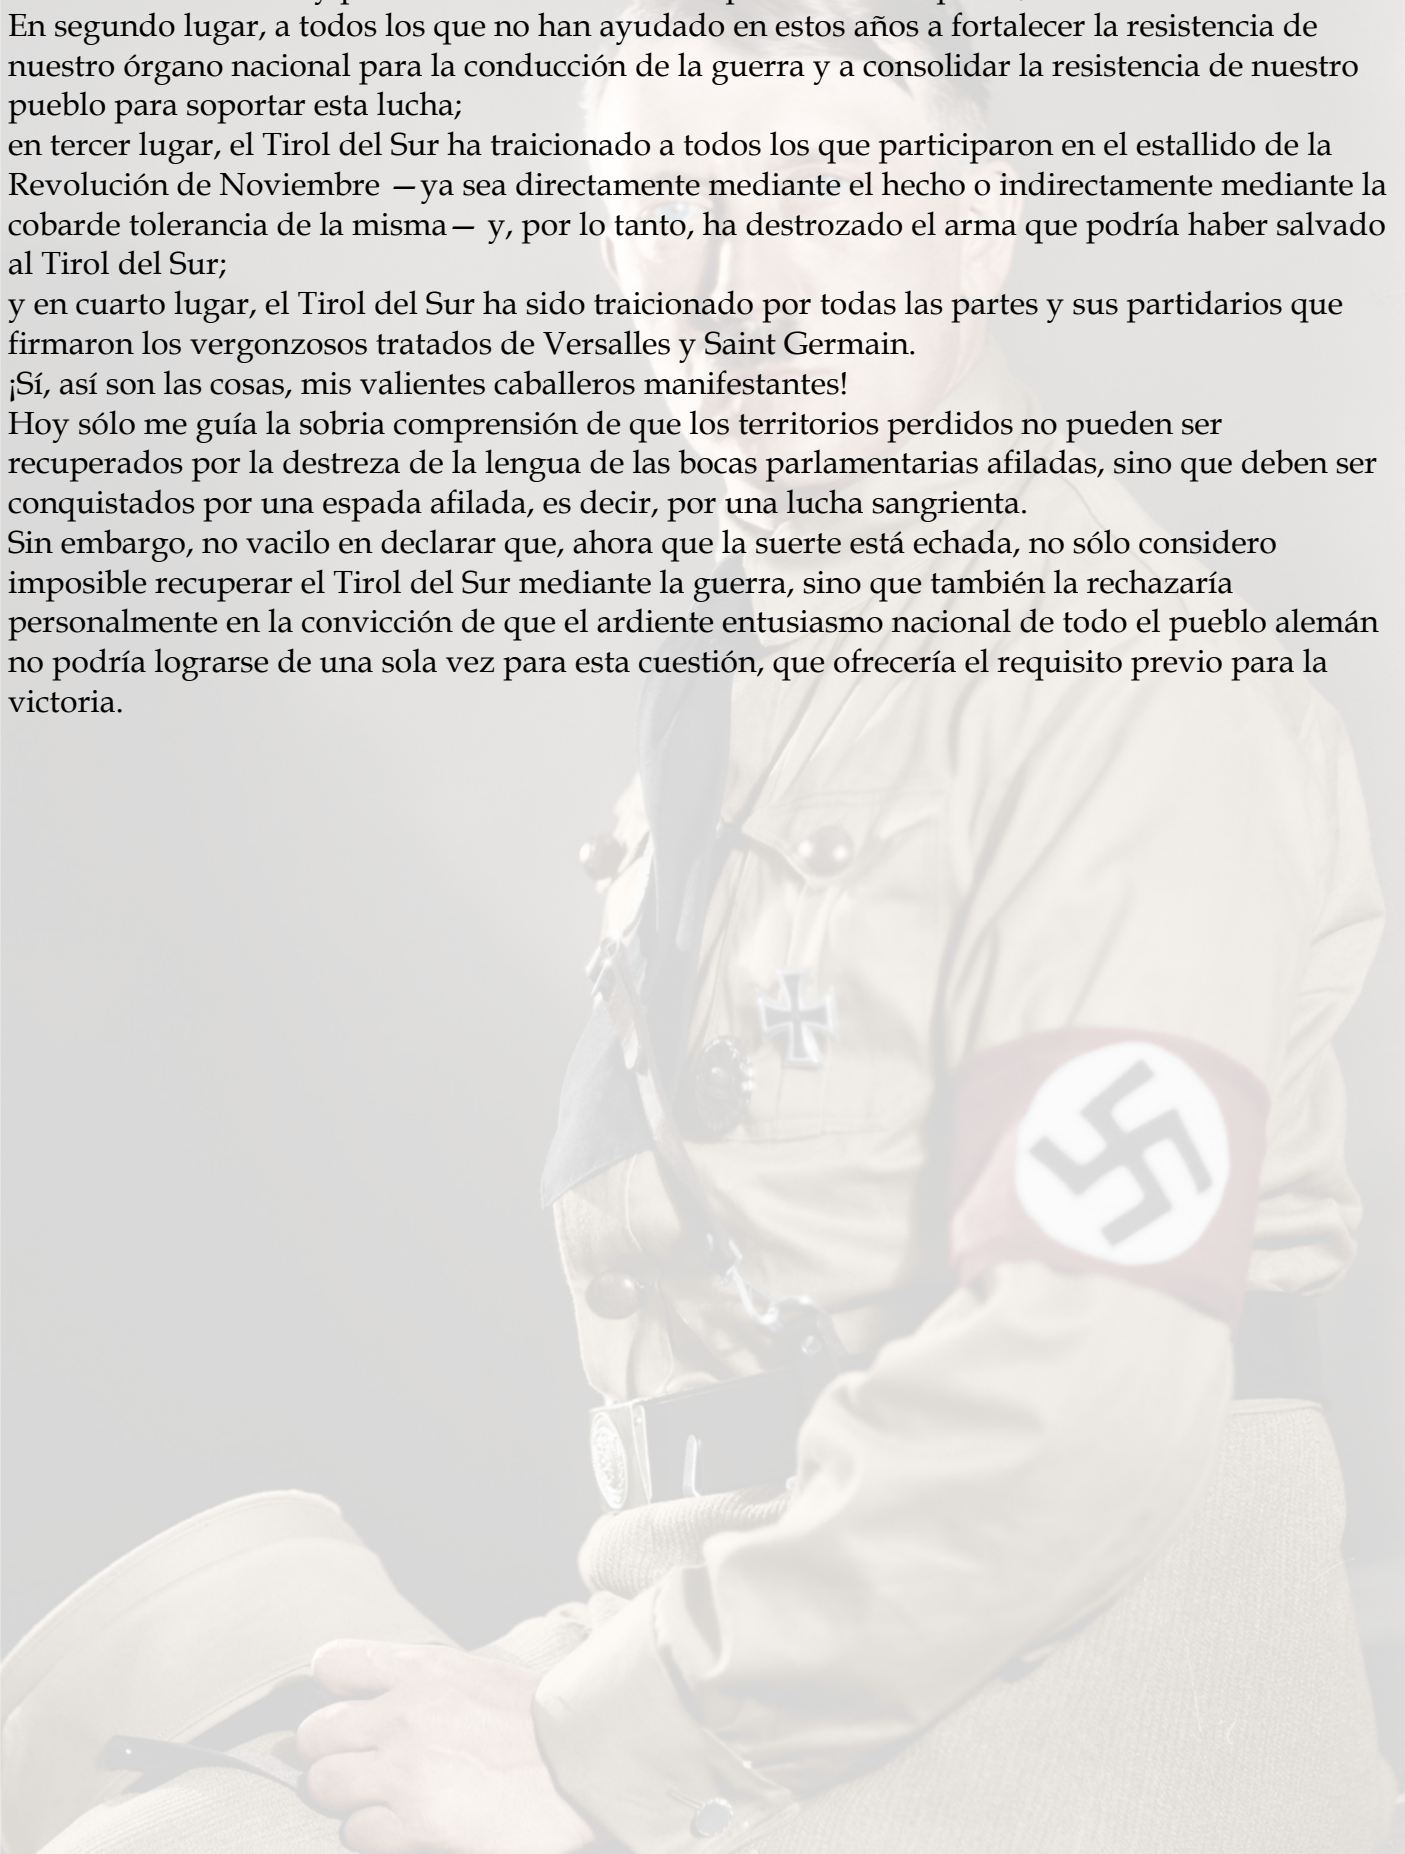 En segundo lugar, a todos los que no han ayudado en estos años a fortalecer la resistencia de
nuestro órgano nacional para la conducción de la guerra y a consolidar la resistencia de nuestro
pueblo para soportar esta lucha;
en tercer lugar, el Tirol del Sur ha traicionado a todos los que participaron en el estallido de la
Revolución de Noviembre —ya sea directamente mediante el hecho o indirectamente mediante la
cobarde tolerancia de la misma— y, por lo tanto, ha destrozado el arma que podría haber salvado
al Tirol del Sur;
y en cuarto lugar, el Tirol del Sur ha sido traicionado por todas las partes y sus partidarios que
firmaron los vergonzosos tratados de Versalles y Saint Germain.
¡Sí, así son las cosas, mis valientes caballeros manifestantes!
Hoy sólo me guía la sobria comprensión de que los territorios perdidos no pueden ser
recuperados por la destreza de la lengua de las bocas parlamentarias afiladas, sino que deben ser
conquistados por una espada afilada, es decir, por una lucha sangrienta.
Sin embargo, no vacilo en declarar que, ahora que la suerte está echada, no sólo considero
imposible recuperar el Tirol del Sur mediante la guerra, sino que también la rechazaría
personalmente en la convicción de que el ardiente entusiasmo nacional de todo el pueblo alemán
no podría lograrse de una sola vez para esta cuestión, que ofrecería el requisito previo para la
victoria.